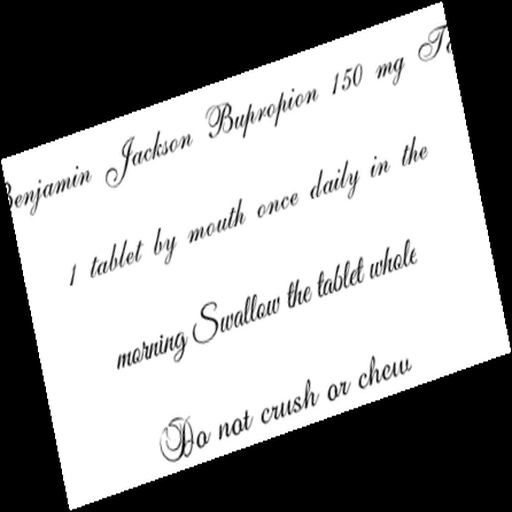 Benjamin Jackson Bupropion 150 mg
1 tablet by mouth once daily in the
morning Swallow the tablet whole
Do not crush or chew